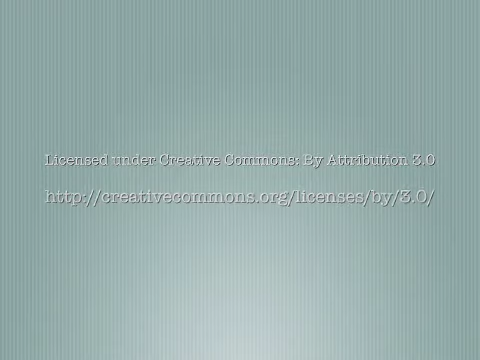 Licensed under Creative Commons: By Attribution 3.0
http://creativecommons.org/licenses/by/3.0/